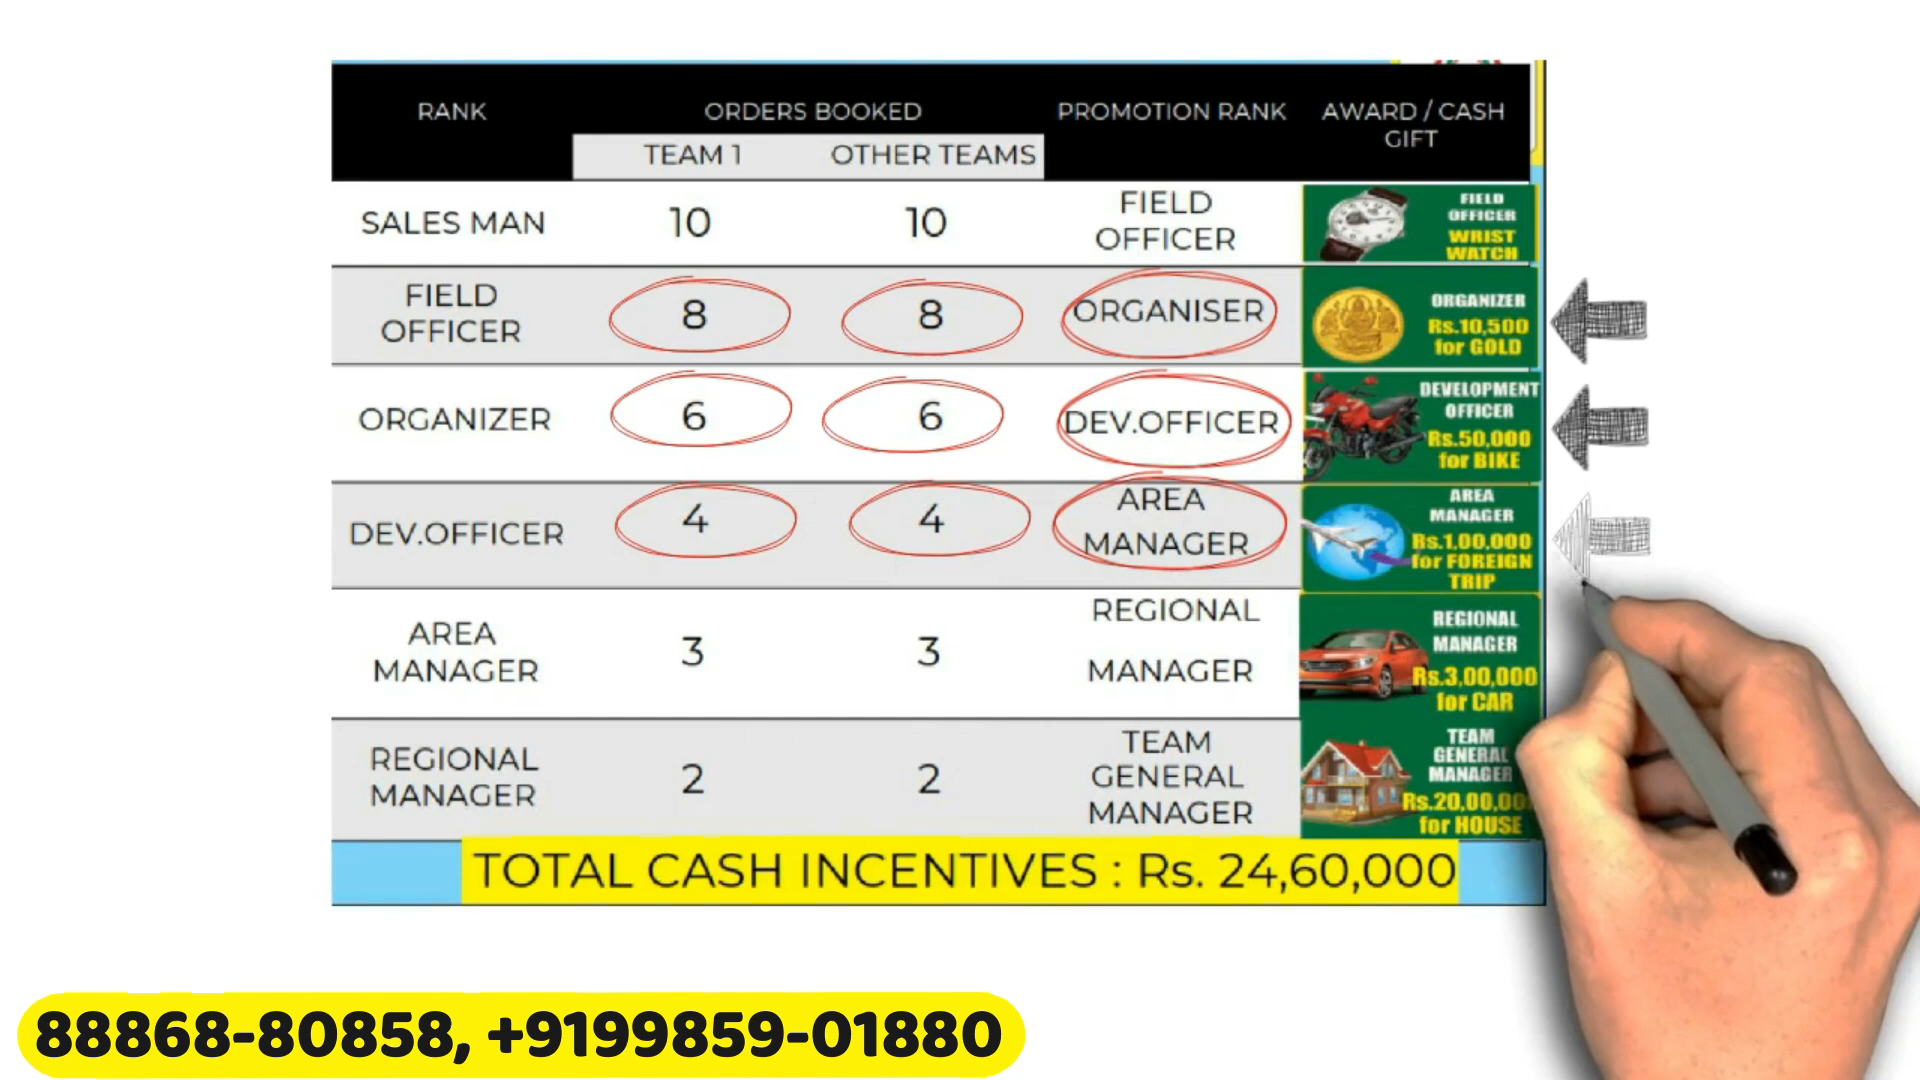 RANK
ORDERS BOOKED
PROMOTION RANK
AWARD / CASH
GIFT
TEAM 1
OTHER TEAMS
SALES MAN
10
10
FIELD
OFFICER
FIELD
OFFICER
WRIST
WATCH
FIELD
OFFICER
8
8
ORGANISER
ORGANIZER
Rs.10,500
for GOLD
ORGANIZER
6
6
DEV.OFFICER
DEVELOPMENT
OFFICER
Rs.50,000
for BIKE
DEV.OFFICER
4
4
AREA
MANAGER
AREA
MANAGER
Rs.1,00,000
for FOREIGN
TRIP
AREA
MANAGER
3
3
REGIONAL
MANAGER
REGIONAL
MANAGER
Rs.3,00,000
for CAR
REGIONAL
MANAGER
2
2
TEAM
GENERAL
MANAGER
TEAM
GENERAL
MANAGER
Rs.20,00,00
for HOUSE
TOTAL CASH INCENTIVES : Rs. 24,60,000
88868-80858, +9199859-01880